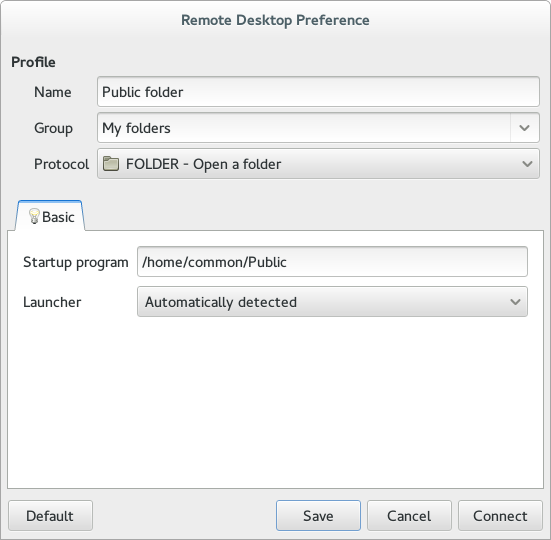 Remote Desktop Preference
Profile
Name Public folder
Group My folders
Protocol FOLDER - Open a folder
Basic
Startup program /home/common/Public
Launcher Automatically detected
Default Save Cancel Connect